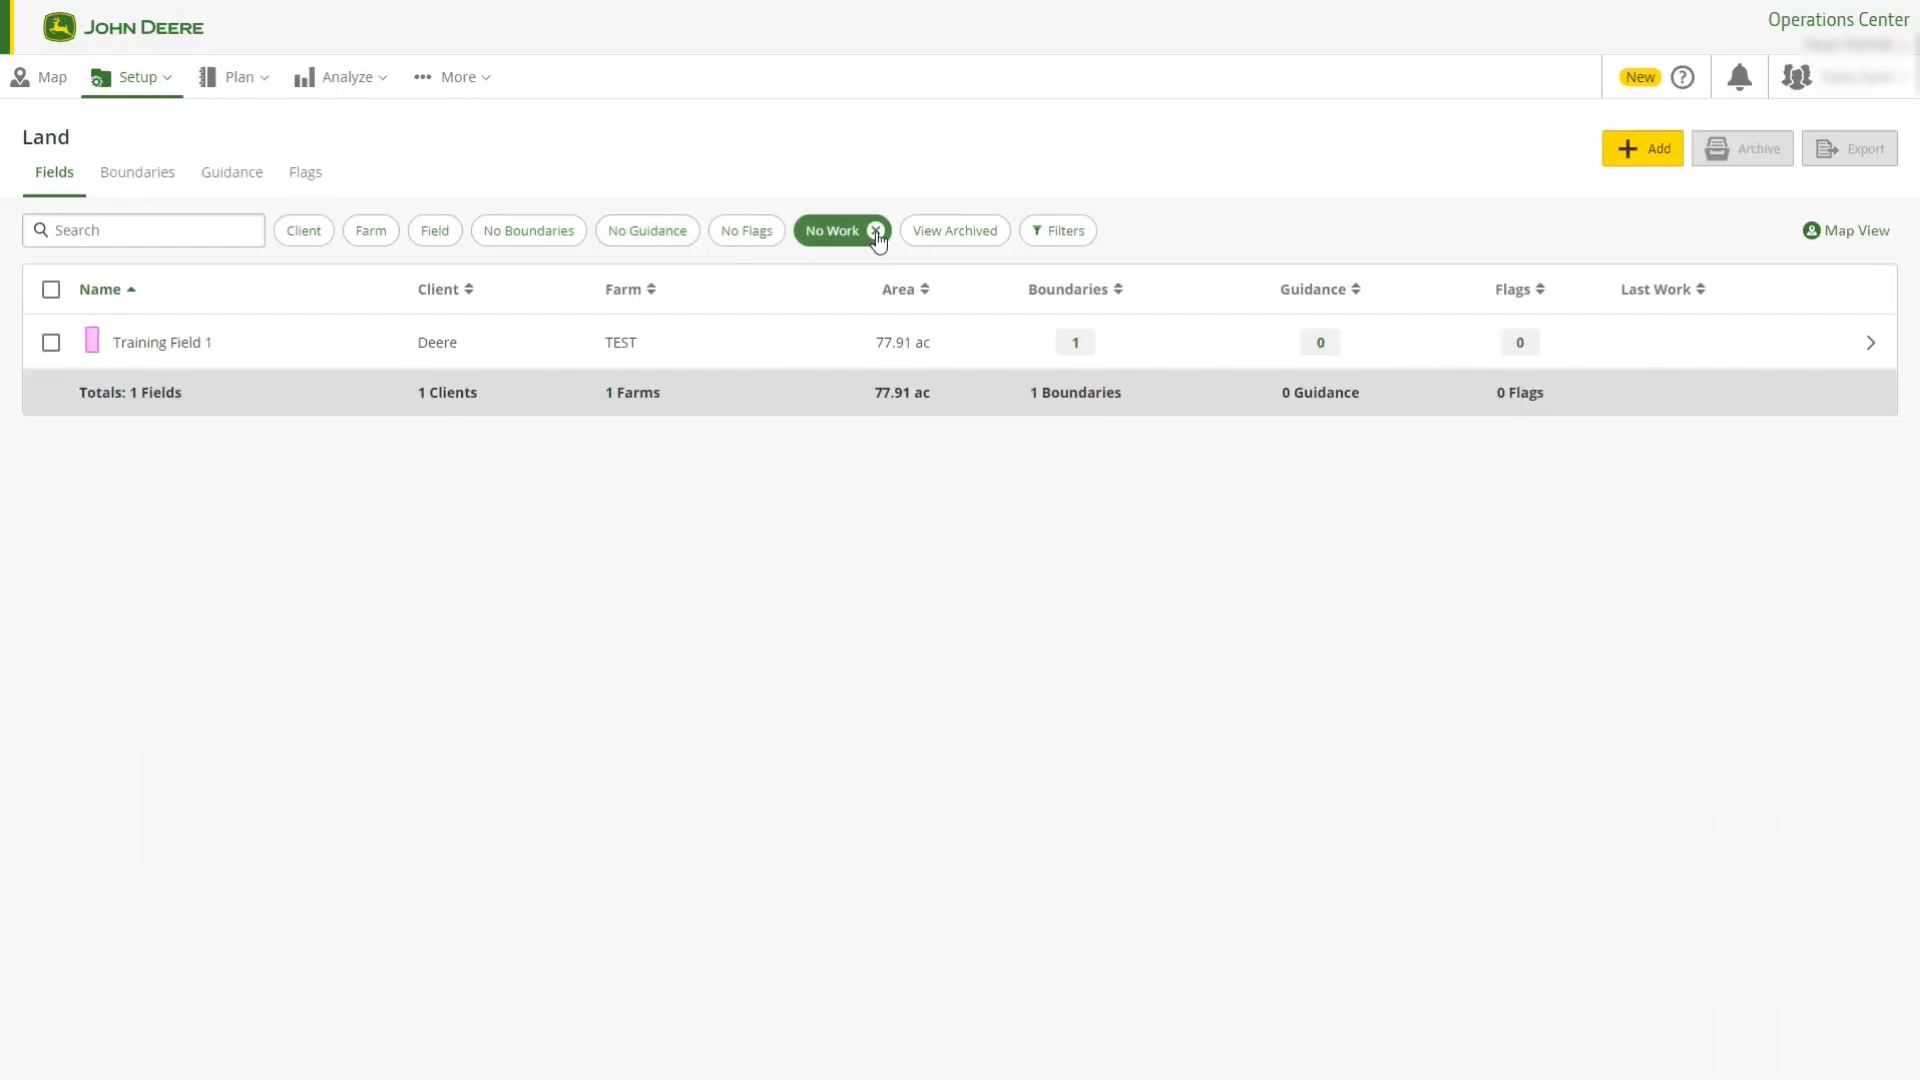 JOHN DEERE
Operations Center
Map Setup Plan Analyze More New
Land
Add Archive Export
Fields Boundaries Guidance Flags
Search Client Farm Field No Boundaries No Guidance No Flags No Work View Archived Filters Map View
Name Client Farm Area Boundaries Guidance Flags Last Work
Training Field 1 Deere TEST 77.91 ac 1 0 0
Totals: 1 Fields 1 Clients 1 Farms 77.91 ac 1 Boundaries 0 Guidance 0 Flags